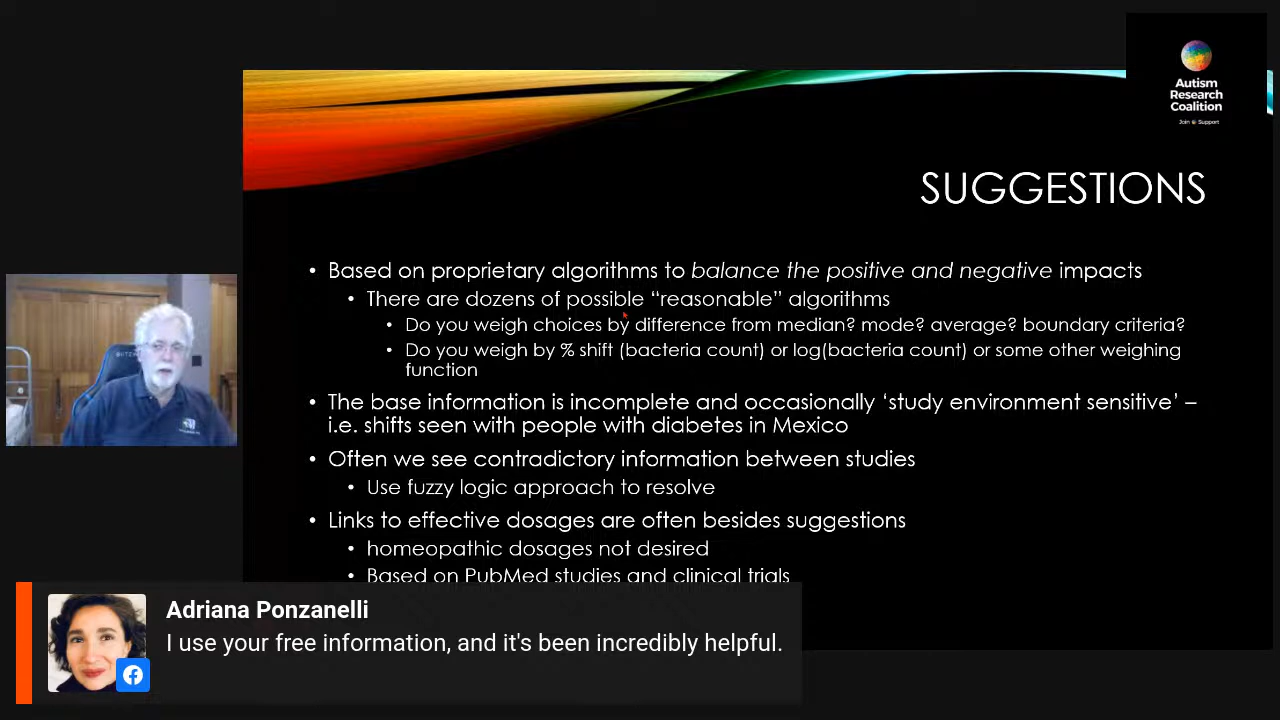 Autism
Research
Coalition
Join & Support
SUGGESTIONS
• Based on proprietary algorithms to balance the positive and negative impacts
• There are dozens of possible “reasonable” algorithms
• Do you weigh choices by difference from median? mode? average? boundary criteria?
• Do you weigh by % shift (bacteria count) or log(bacteria count) or some other weighing
function
• The base information is incomplete and occasionally ‘study environment sensitive’ –
i.e. shifts seen with people with diabetes in Mexico
• Often we see contradictory information between studies
• Use fuzzy logic approach to resolve
• Links to effective dosages are often besides suggestions
• homeopathic dosages not desired
• Based on PubMed studies and clinical trials
Adriana Ponzanelli
I use your free information, and it's been incredibly helpful.